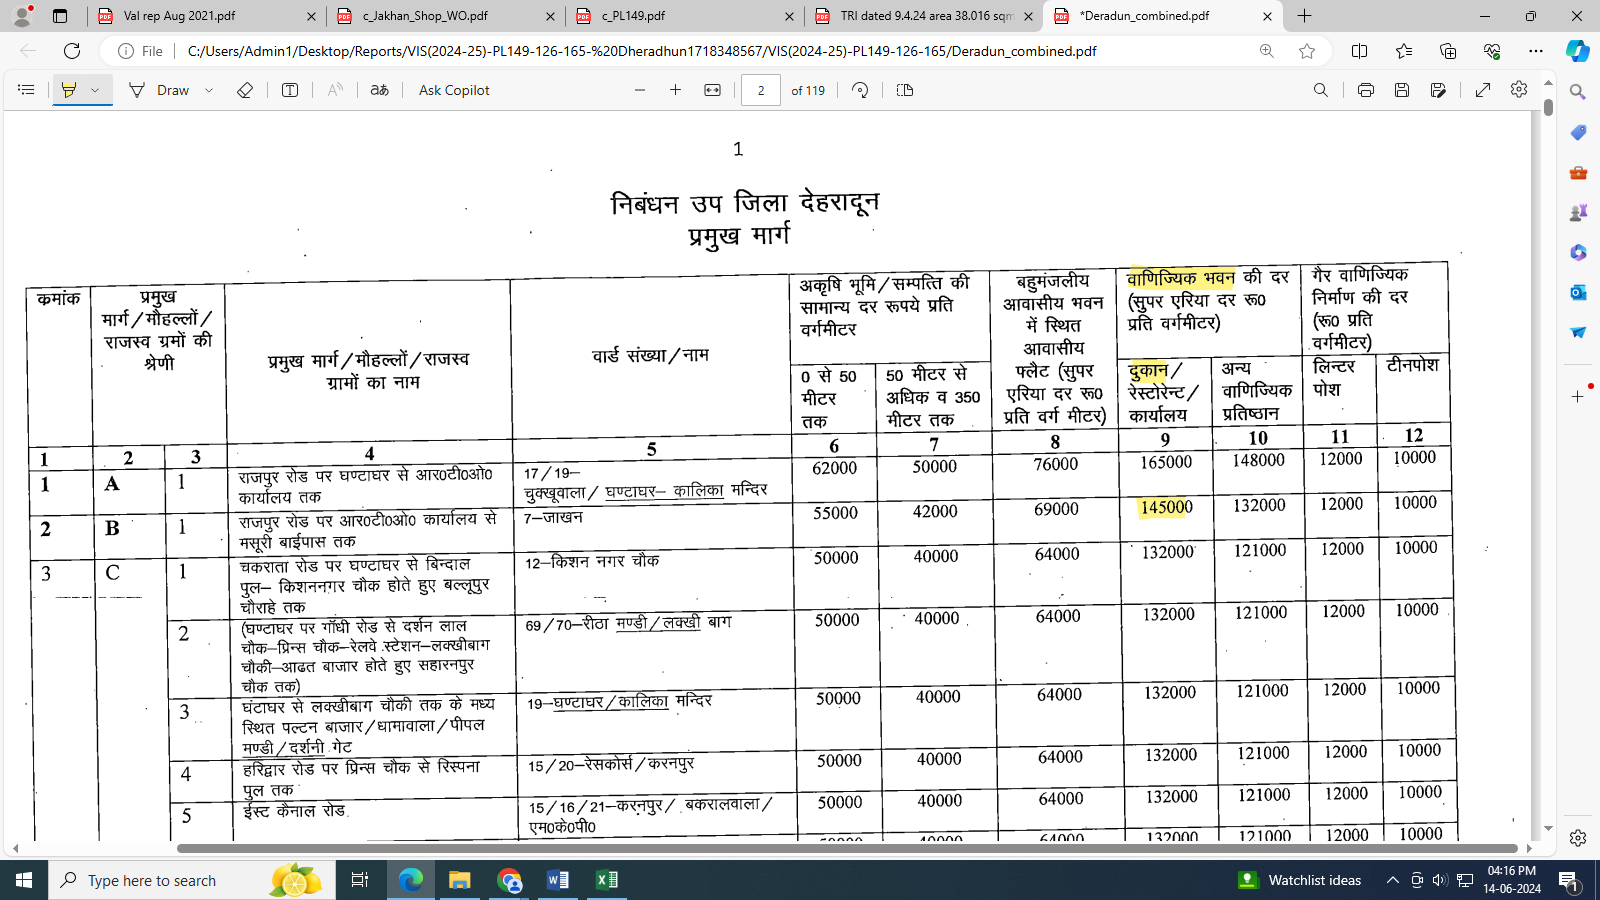 Val rep Aug 2021.pdf
c_Jakhan_Shop_WO.pdf
c_PL149.pdf
TRI dated 9.4.24 area 38.016 sqm
*Deradun_combined.pdf
File
C:/Users/Admin1/Desktop/Reports/VIS(2024-25)-PL149-126-165-%20Dheradhun1718348567/VIS(2024-25)-PL149-126-165/Deradun_combined.pdf
Draw
Ask Copilot
2 of 119
1
निबंधन उप जिला देहरादून
प्रमुख मार्ग
क्रमांक
प्रमुख
मार्ग/मौहल्लों/
राजस्व ग्रमों की
श्रेणी
प्रमुख मार्ग/मौहल्लों/राजस्व
ग्रामों का नाम
वार्ड संख्या/नाम
अकृषि भूमि/सम्पत्ति की
सामान्य दर रूपये प्रति
वर्गमीटर
0 से 50
मीटर
तक
50 मीटर से
अधिक व 350
मीटर तक
बहुमंजलीय
आवासीय भवन
में स्थित
आवासीय
फ्लैट (सुपर
एरिया दर रू0
प्रति वर्ग मीटर)
वाणिज्यिक भवन की दर
(सुपर एरिया दर रू0
प्रति वर्गमीटर)
दुकान/
रेस्टोरेन्ट/
कार्यालय
अन्य
वाणिज्यिक
प्रतिष्ठान
गैर वाणिज्यिक
निर्माण की दर
(रू0 प्रति
वर्गमीटर)
लिन्टर
पोश
टीनपोश
1 2 3 4 5 6 7 8 9 10 11 12
1 A 1 राजपुर रोड पर घण्टाघर से आर0टी0ओ0 17/19– 62000 50000 76000 165000 148000 12000 10000
कार्यालय तक चुक्खूवाला/ घण्टाघर– कालिका मन्दिर
2 B 1 राजपुर रोड पर आर0टी0ओ0 कार्यालय से 7–जाखन 55000 42000 69000 145000 132000 12000 10000
मसूरी बाईपास तक
3 C 1 चकराता रोड पर घण्टाघर से बिन्दाल 12–किशन नगर चौक 50000 40000 64000 132000 121000 12000 10000
पुल– किशननगर चौक होते हुए बल्लूपुर
चौराहे तक
2 (घण्टाघर पर गॉधी रोड से दर्शन लाल 69/70–रीठा मण्डी/लक्खी बाग 50000 40000 64000 132000 121000 12000 10000
चौक–प्रिन्स चौक–रेलवे स्टेशन–लक्खीबाग
चौकी–आढत बाजार होते हुए सहारनपुर
चौक तक)
3 घंटाघर से लक्खीबाग चौकी तक के मध्य 19–घण्टाघर/कालिका मन्दिर 50000 40000 64000 132000 121000 12000 10000
स्थित पल्टन बाजार/धामावाला/पीपल
मण्डी/दर्शनी गेट
4 हरिद्वार रोड पर प्रिन्स चौक से रिस्पना 15/20–रेसकोर्स/करनपुर 50000 40000 64000 132000 121000 12000 10000
पुल तक
5 ईस्ट कैनाल रोड 15/16/21–करनपुर/ बकरालवाला/ 50000 40000 64000 132000 121000 12000 10000
एम0के0पी0
50000 40000 64000 132000 121000 12000 10000
Type here to search
Watchlist ideas
04:16 PM
14-06-2024
1